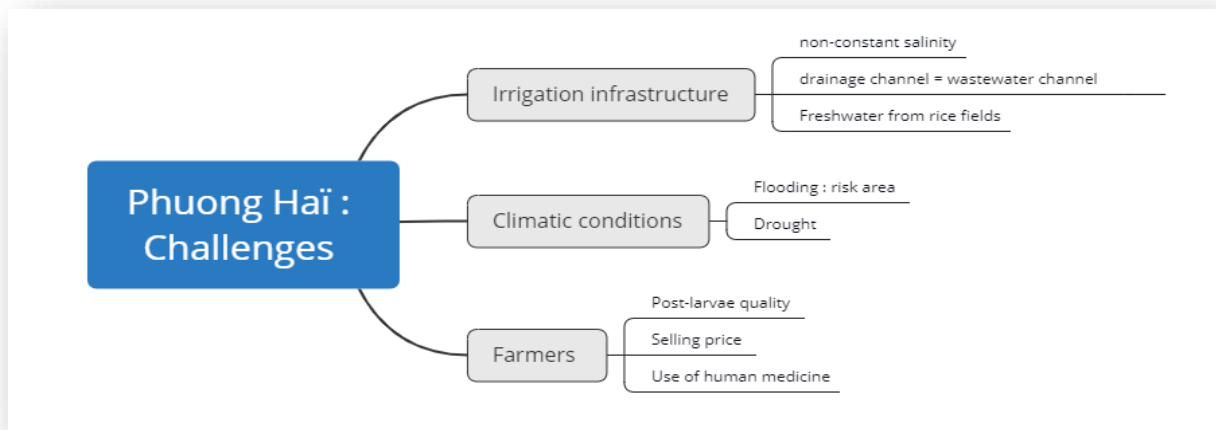 Phuong Haï :
Challenges
Irrigation infrastructure
non-constant salinity
drainage channel = wastewater channel
Freshwater from rice fields
Climatic conditions
Flooding : risk area
Drought
Farmers
Post-larvae quality
Selling price
Use of human medicine